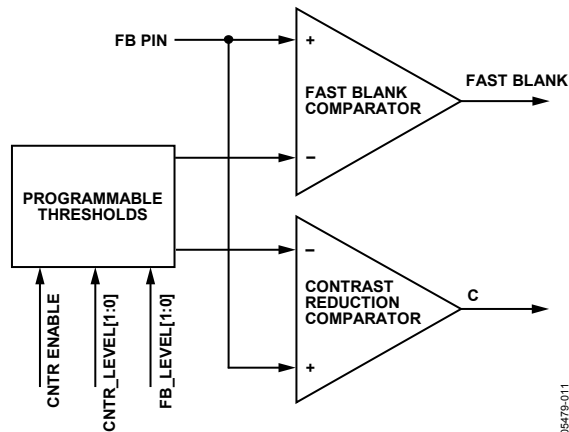 FB PIN
+
FAST BLANK
COMPARATOR
−
FAST BLANK
PROGRAMMABLE
THRESHOLDS
−
CONTRAST
REDUCTION
COMPARATOR
+
C
CNTR ENABLE
CNTR_LEVEL[1:0]
FB_LEVEL[1:0]
05479-011